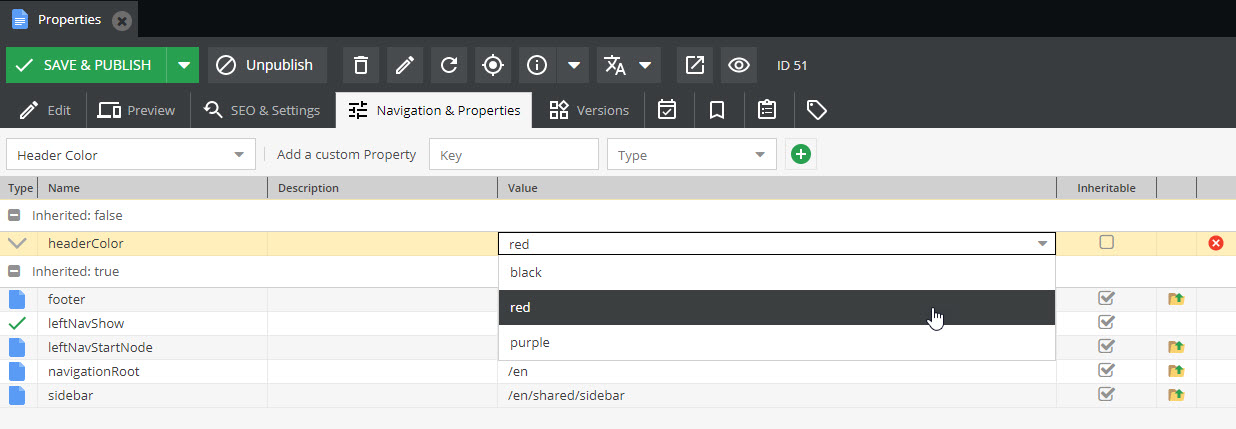 Properties
SAVE & PUBLISH Unpublish ID 51
Edit Preview SEO & Settings Navigation & Properties Versions
Header Color Add a custom Property Key Type
Type Name Description Value Inheritable
Inherited: false
headerColor red
Inherited: true black
footer red
leftNavShow
leftNavStartNode purple
navigationRoot /en
sidebar /en/shared/sidebar